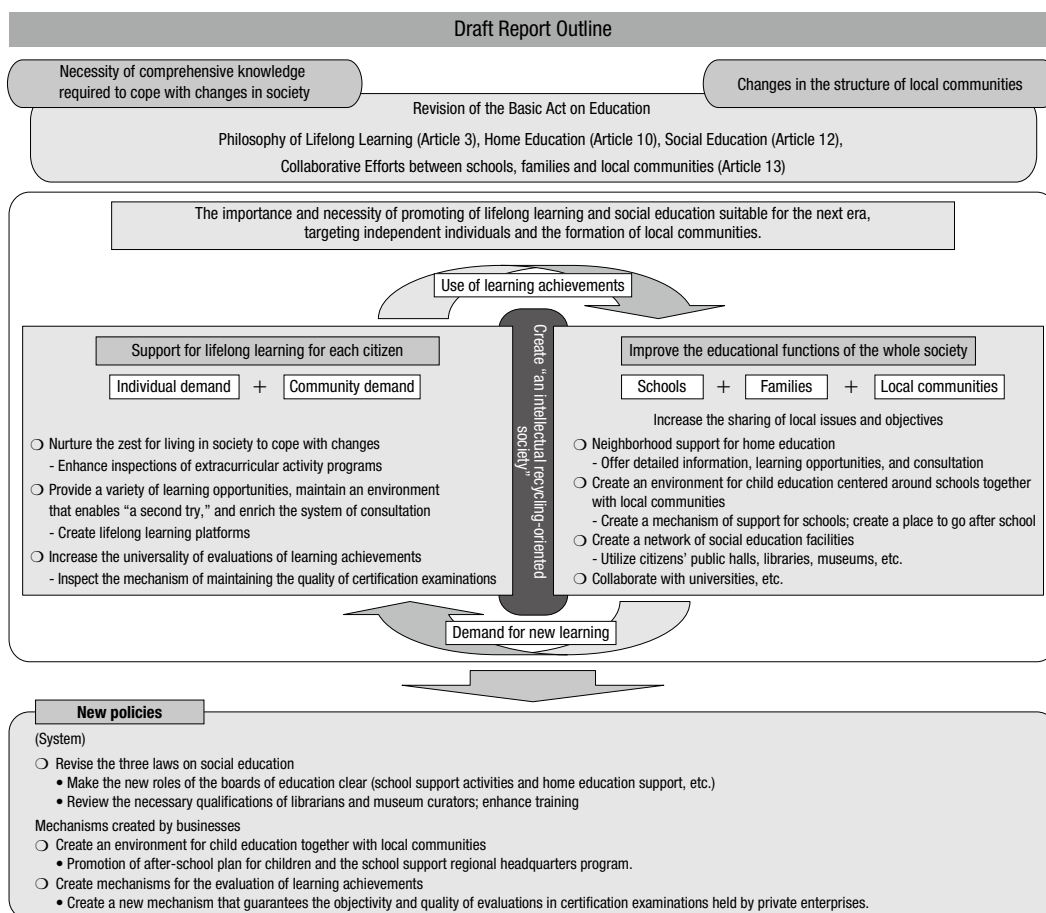 Draft Report Outline
Necessity of comprehensive knowledge
required to cope with changes in society
Changes in the structure of local communities
Revision of the Basic Act on Education
Philosophy of Lifelong Learning (Article 3), Home Education (Article 10), Social Education (Article 12),
Collaborative Efforts between schools, families and local communities (Article 13)
The importance and necessity of promoting of lifelong learning and social education suitable for the next era,
targeting independent individuals and the formation of local communities.
Use of learning achievements
Support for lifelong learning for each citizen
Individual demand + Community demand
❍ Nurture the zest for living in society to cope with changes
- Enhance inspections of extracurricular activity programs
❍ Provide a variety of learning opportunities, maintain an environment
that enables “a second try,” and enrich the system of consultation
- Create lifelong learning platforms
❍ Increase the universality of evaluations of learning achievements
- Inspect the mechanism of maintaining the quality of certification examinations
Create “an intellectual recycling-oriented
society”
Improve the educational functions of the whole society
Schools + Families + Local communities
Increase the sharing of local issues and objectives
❍ Neighborhood support for home education
- Offer detailed information, learning opportunities, and consultation
❍ Create an environment for child education centered around schools together
with local communities
- Create a mechanism of support for schools; create a place to go after school
❍ Create a network of social education facilities
- Utilize citizens’ public halls, libraries, museums, etc.
❍ Collaborate with universities, etc.
Demand for new learning
New policies
(System)
❍ Revise the three laws on social education
• Make the new roles of the boards of education clear (school support activities and home education support, etc.)
• Review the necessary qualifications of librarians and museum curators; enhance training
Mechanisms created by businesses
❍ Create an environment for child education together with local communities
• Promotion of after-school plan for children and the school support regional headquarters program.
❍ Create mechanisms for the evaluation of learning achievements
• Create a new mechanism that guarantees the objectivity and quality of evaluations in certification examinations held by private enterprises.